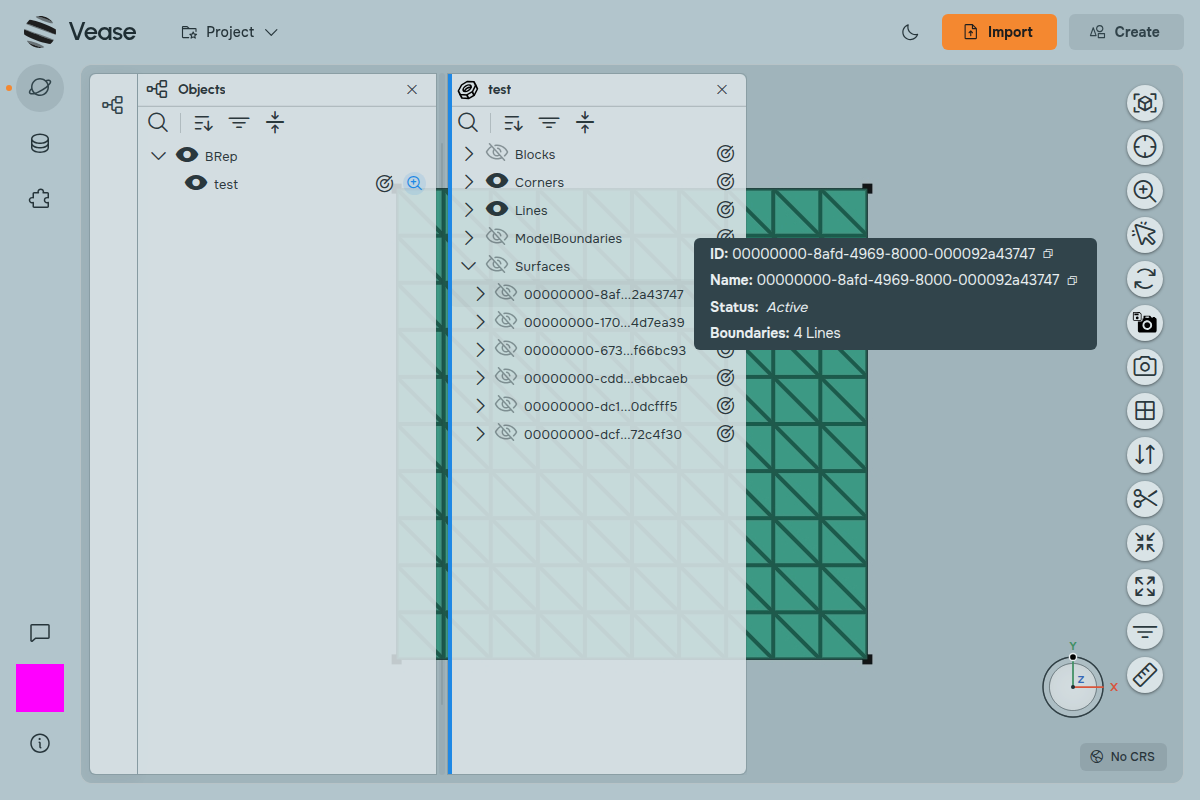 Vease
Project
Import
Create
Objects
BRep
test
test
Blocks
Corners
Lines
ModelBoundaries
Surfaces
00000000-8af...2a43747
00000000-170...4d7ea39
00000000-673...f66bc93
00000000-cdd...ebbcaeb
00000000-dc1...0dcfff5
00000000-dcf...72c4f30
ID: 00000000-8afd-4969-8000-000092a43747
Name: 00000000-8afd-4969-8000-000092a43747
Status: Active
Boundaries: 4 Lines
Y
Z
X
No CRS